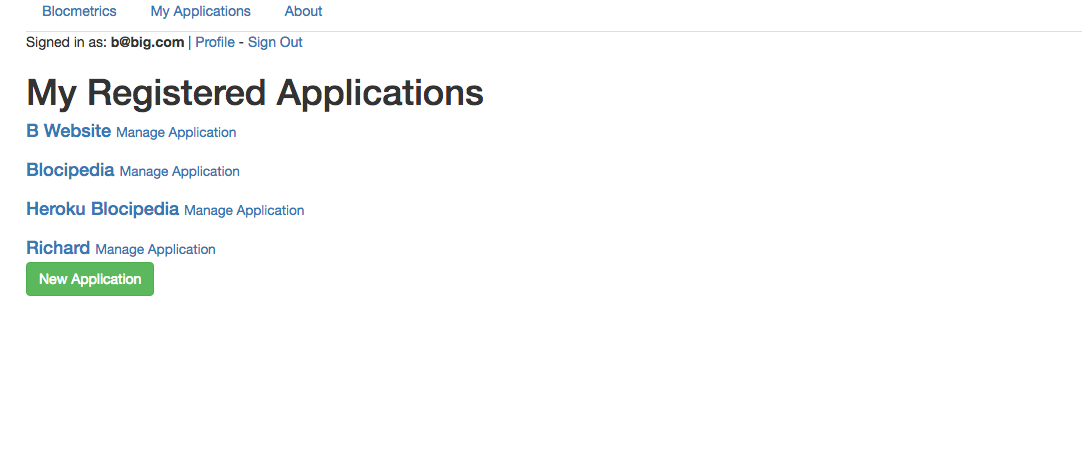 Blocmetrics My Applications About
Signed in as: b@big.com | Profile - Sign Out
My Registered Applications
B Website Manage Application
Blocipedia Manage Application
Heroku Blocipedia Manage Application
Richard Manage Application
New Application